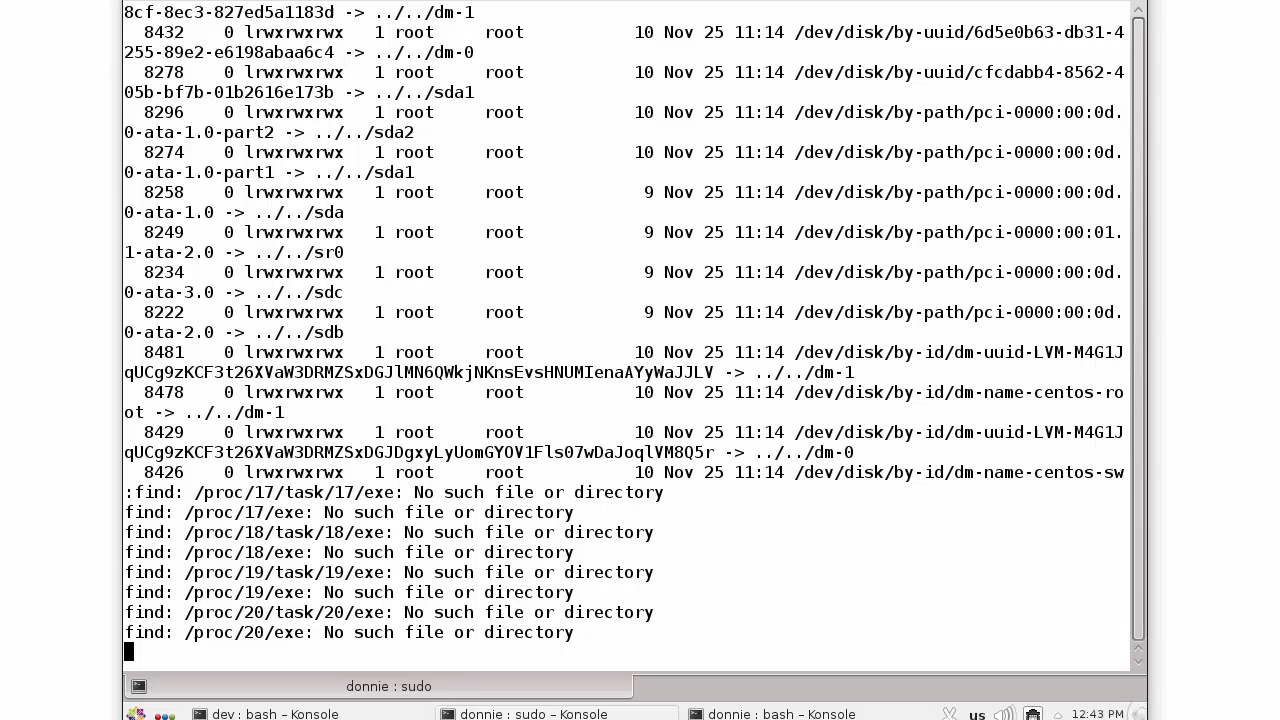 8cf-8ec3-827ed5a1183d -> ../../dm-1
  8432    0 lrwxrwxrwx   1 root     root           10 Nov 25 11:14 /dev/disk/by-uuid/6d5e0b63-db31-4
255-89e2-e6198abaa6c4 -> ../../dm-0
  8278    0 lrwxrwxrwx   1 root     root           10 Nov 25 11:14 /dev/disk/by-uuid/cfcdabb4-8562-4
05b-bf7b-01b2616e173b -> ../../sda1
  8296    0 lrwxrwxrwx   1 root     root           10 Nov 25 11:14 /dev/disk/by-path/pci-0000:00:0d.
0-ata-1.0-part2 -> ../../sda2
  8274    0 lrwxrwxrwx   1 root     root           10 Nov 25 11:14 /dev/disk/by-path/pci-0000:00:0d.
0-ata-1.0-part1 -> ../../sda1
  8258    0 lrwxrwxrwx   1 root     root            9 Nov 25 11:14 /dev/disk/by-path/pci-0000:00:0d.
0-ata-1.0 -> ../../sda
  8249    0 lrwxrwxrwx   1 root     root            9 Nov 25 11:14 /dev/disk/by-path/pci-0000:00:01.
1-ata-2.0 -> ../../sr0
  8234    0 lrwxrwxrwx   1 root     root            9 Nov 25 11:14 /dev/disk/by-path/pci-0000:00:0d.
0-ata-3.0 -> ../../sdc
  8222    0 lrwxrwxrwx   1 root     root            9 Nov 25 11:14 /dev/disk/by-path/pci-0000:00:0d.
0-ata-2.0 -> ../../sdb
  8481    0 lrwxrwxrwx   1 root     root           10 Nov 25 11:14 /dev/disk/by-id/dm-uuid-LVM-M4G1J
qUCg9zKCF3t26XVaW3DRMZSxDGJlMN6QWkjNKnsEvsHNUMIenaAYyWaJJLV -> ../../dm-1
  8478    0 lrwxrwxrwx   1 root     root           10 Nov 25 11:14 /dev/disk/by-id/dm-name-centos-ro
ot -> ../../dm-1
  8429    0 lrwxrwxrwx   1 root     root           10 Nov 25 11:14 /dev/disk/by-id/dm-uuid-LVM-M4G1J
qUCg9zKCF3t26XVaW3DRMZSxDGJDgxyLyUomGYOV1Fls07wDaJoqlVM8Q5r -> ../../dm-0
  8426    0 lrwxrwxrwx   1 root     root           10 Nov 25 11:14 /dev/disk/by-id/dm-name-centos-sw
:find: /proc/17/task/17/exe: No such file or directory
find: /proc/17/exe: No such file or directory
find: /proc/18/task/18/exe: No such file or directory
find: /proc/18/exe: No such file or directory
find: /proc/19/task/19/exe: No such file or directory
find: /proc/19/exe: No such file or directory
find: /proc/20/task/20/exe: No such file or directory
find: /proc/20/exe: No such file or directory
donnie : sudo
dev : bash – Konsole donnie : sudo – Konsole donnie : bash – Konsole us 12:43 PM